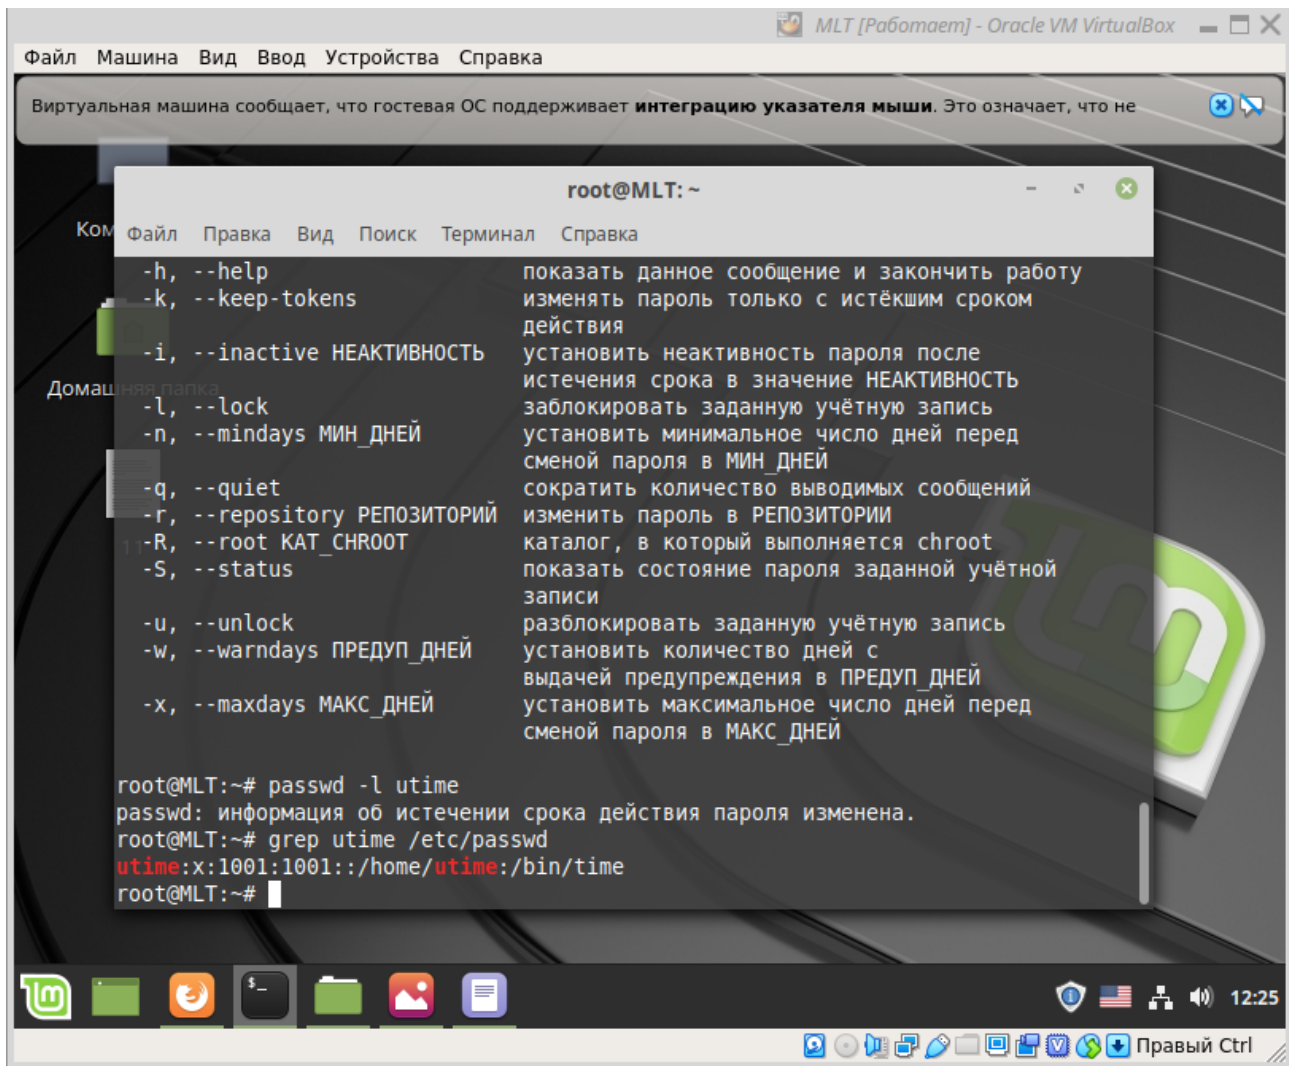 MLT [Работает] - Oracle VM VirtualBox
Файл Машина Вид Ввод Устройства Справка
Виртуальная машина сообщает, что гостевая ОС поддерживает интеграцию указателя мыши. Это означает, что не
root@MLT: ~
Ком
Файл Правка Вид Поиск Терминал Справка
-h, --help показать данное сообщение и закончить работу
-k, --keep-tokens изменять пароль только с истёкшим сроком
действия
-i, --inactive НЕАКТИВНОСТЬ установить неактивность пароля после
истечения срока в значение НЕАКТИВНОСТЬ
Домашняя папка
-l, --lock заблокировать заданную учётную запись
-n, --mindays МИН_ДНЕЙ установить минимальное число дней перед
сменой пароля в МИН_ДНЕЙ
-q, --quiet сократить количество выводимых сообщений
-r, --repository РЕПОЗИТОРИЙ изменить пароль в РЕПОЗИТОРИИ
11
-R, --root КАТ_CHROOT каталог, в который выполняется chroot
-S, --status показать состояние пароля заданной учётной
записи
-u, --unlock разблокировать заданную учётную запись
-w, --warndays ПРЕДУП_ДНЕЙ установить количество дней с
выдачей предупреждения в ПРЕДУП_ДНЕЙ
-x, --maxdays МАКС_ДНЕЙ установить максимальное число дней перед
сменой пароля в МАКС_ДНЕЙ
root@MLT:~# passwd -l utime
passwd: информация об истечении срока действия пароля изменена.
root@MLT:~# grep utime /etc/passwd
utime:x:1001:1001::/home/utime:/bin/time
root@MLT:~#
12:25
Правый Ctrl